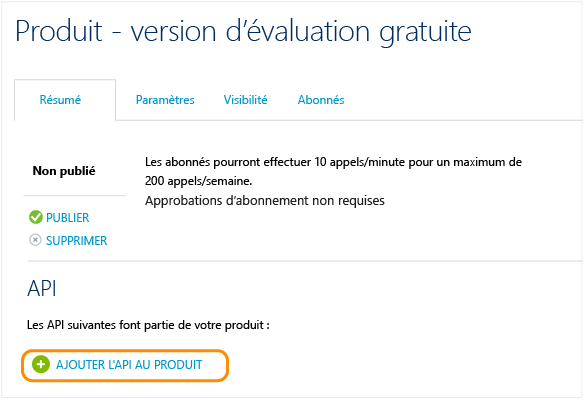 Produit - version d’évaluation gratuite
Résumé Paramètres Visibilité Abonnés
Non publié
Les abonnés pourront effectuer 10 appels/minute pour un maximum de
200 appels/semaine.
Approbations d’abonnement non requises
PUBLIER
SUPPRIMER
API
Les API suivantes font partie de votre produit :
AJOUTER L'API AU PRODUIT